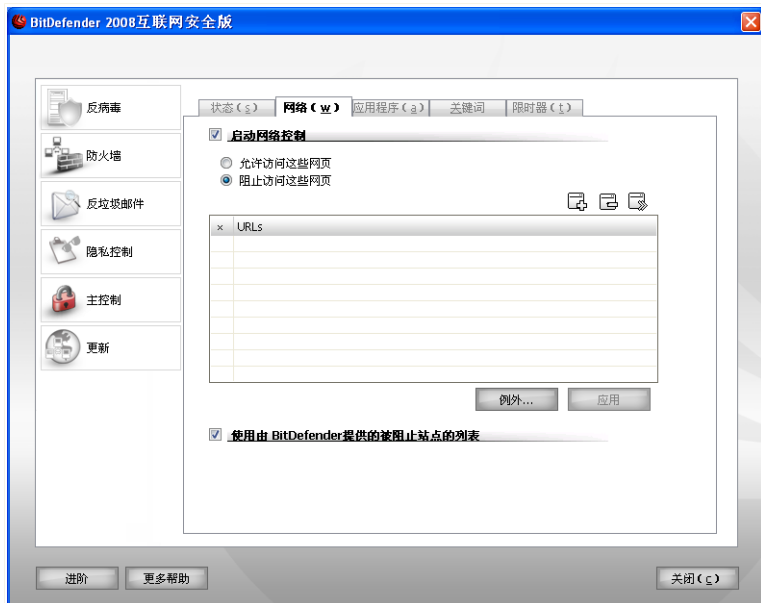 BitDefender 2008互联网安全版
反病毒
防火墙
反垃圾邮件
隐私控制
主控制
更新
状态(s) 网络(w) 应用程序(a) 关键词 限时器(t)
启动网络控制
允许访问这些网页
阻止访问这些网页
× URLs
例外... 应用
使用由 BitDefender提供的被阻止站点的列表
进阶 更多帮助 关闭(c)